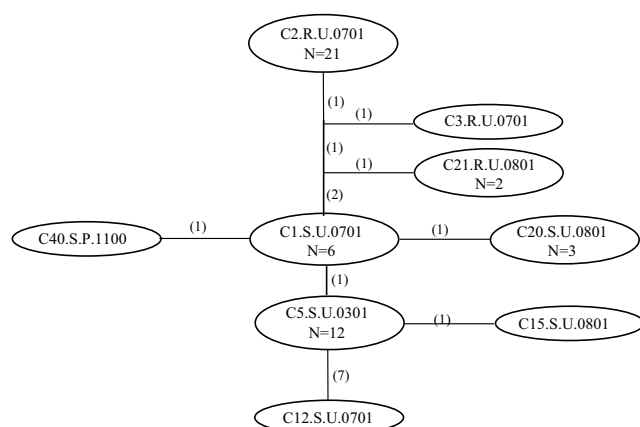 C2.R.U.0701
N=21
(1)
(1)
C3.R.U.0701
(1)
(1)
C21.R.U.0801
N=2
(2)
C40.S.P.1100
(1)
C1.S.U.0701
N=6
(1)
C20.S.U.0801
N=3
(1)
C5.S.U.0301
N=12
(1)
C15.S.U.0801
(7)
C12.S.U.0701